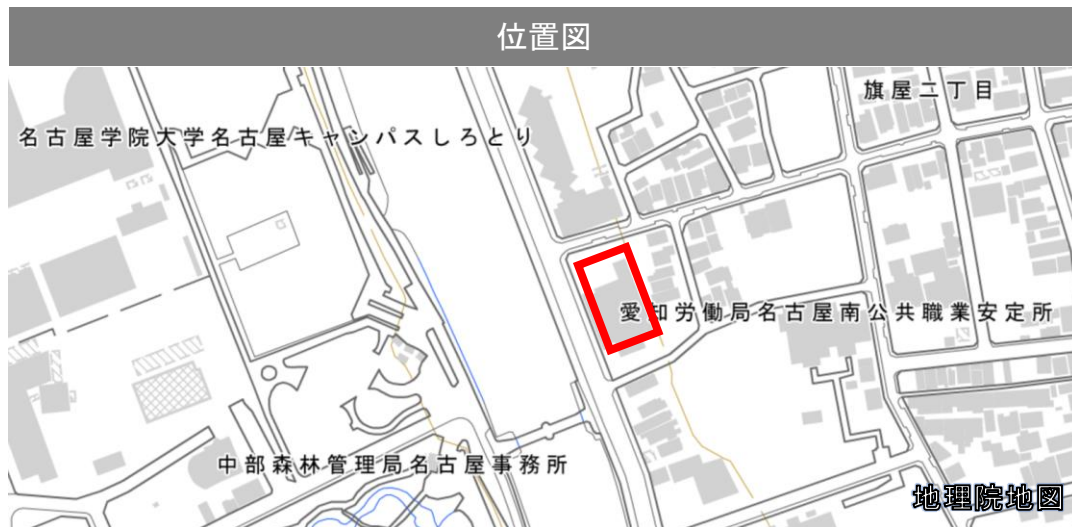 位置図
旗屋二丁目
名古屋学院大学名古屋キャンパスしろとり
愛知労働局名古屋南公共職業安定所
中部森林管理局名古屋事務所
地理院地図